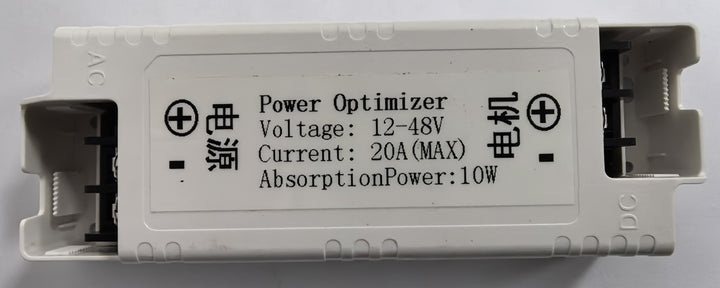 AC
⊕ 电源 -
Power Optimizer
Voltage: 12-48V
Current: 20A(MAX)
AbsorptionPower:10W
电机 ⊕ -
DC